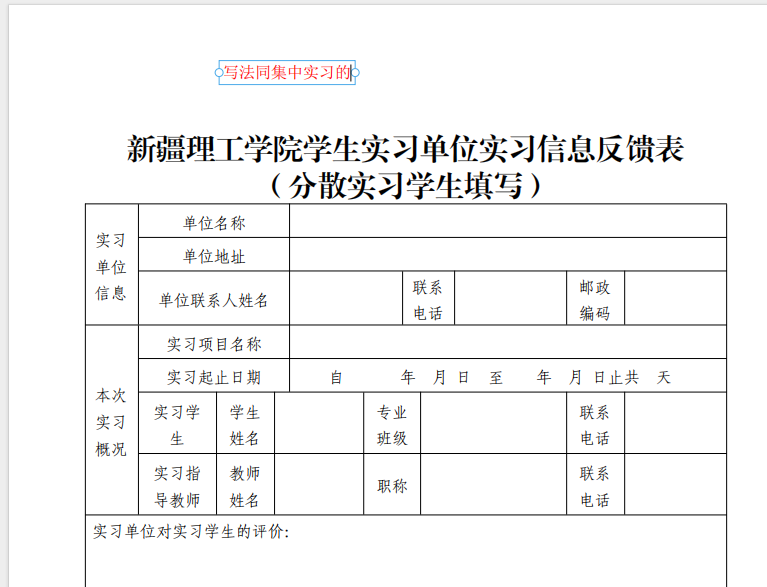 写法同集中实习的
新疆理工学院学生实习单位实习信息反馈表
（分散实习学生填写）
实习
单位
信息
单位名称
单位地址
单位联系人姓名
联系
电话
邮政
编码
本次
实习
概况
实习项目名称
实习起止日期
自 年 月 日 至 年 月 日止共 天
实习学
生
学生
姓名
专业
班级
联系
电话
实习指
导教师
教师
姓名
职称
联系
电话
实习单位对实习学生的评价: